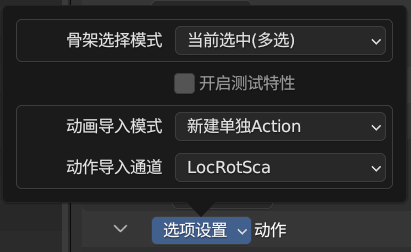 骨架选择模式 当前选中(多选)
开启测试特性
动画导入模式 新建单独Action
动作导入通道 LocRotSca
选项设置 动作